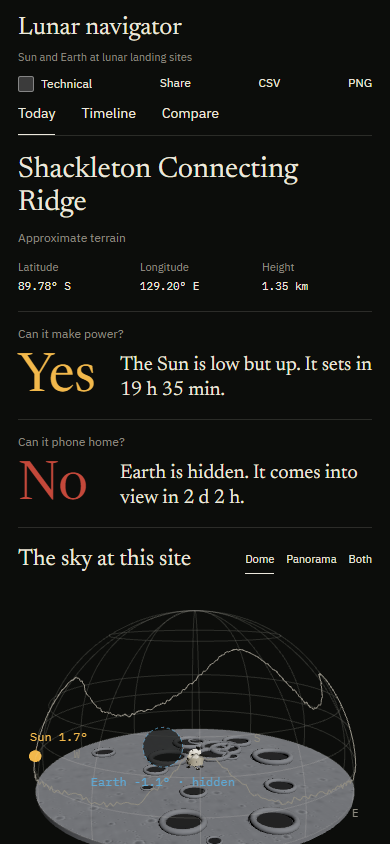 Lunar navigator
Sun and Earth at lunar landing sites
Technical Share CSV PNG
Today Timeline Compare
Shackleton Connecting
Ridge
Approximate terrain
Latitude Longitude Height
89.78° S 129.20° E 1.35 km
Can it make power?
Yes
The Sun is low but up. It sets in
19 h 35 min.
Can it phone home?
No
Earth is hidden. It comes into
view in 2 d 2 h.
The sky at this site Dome Panorama Both
Sun 1.7°
Earth -1.1° · hidden
E